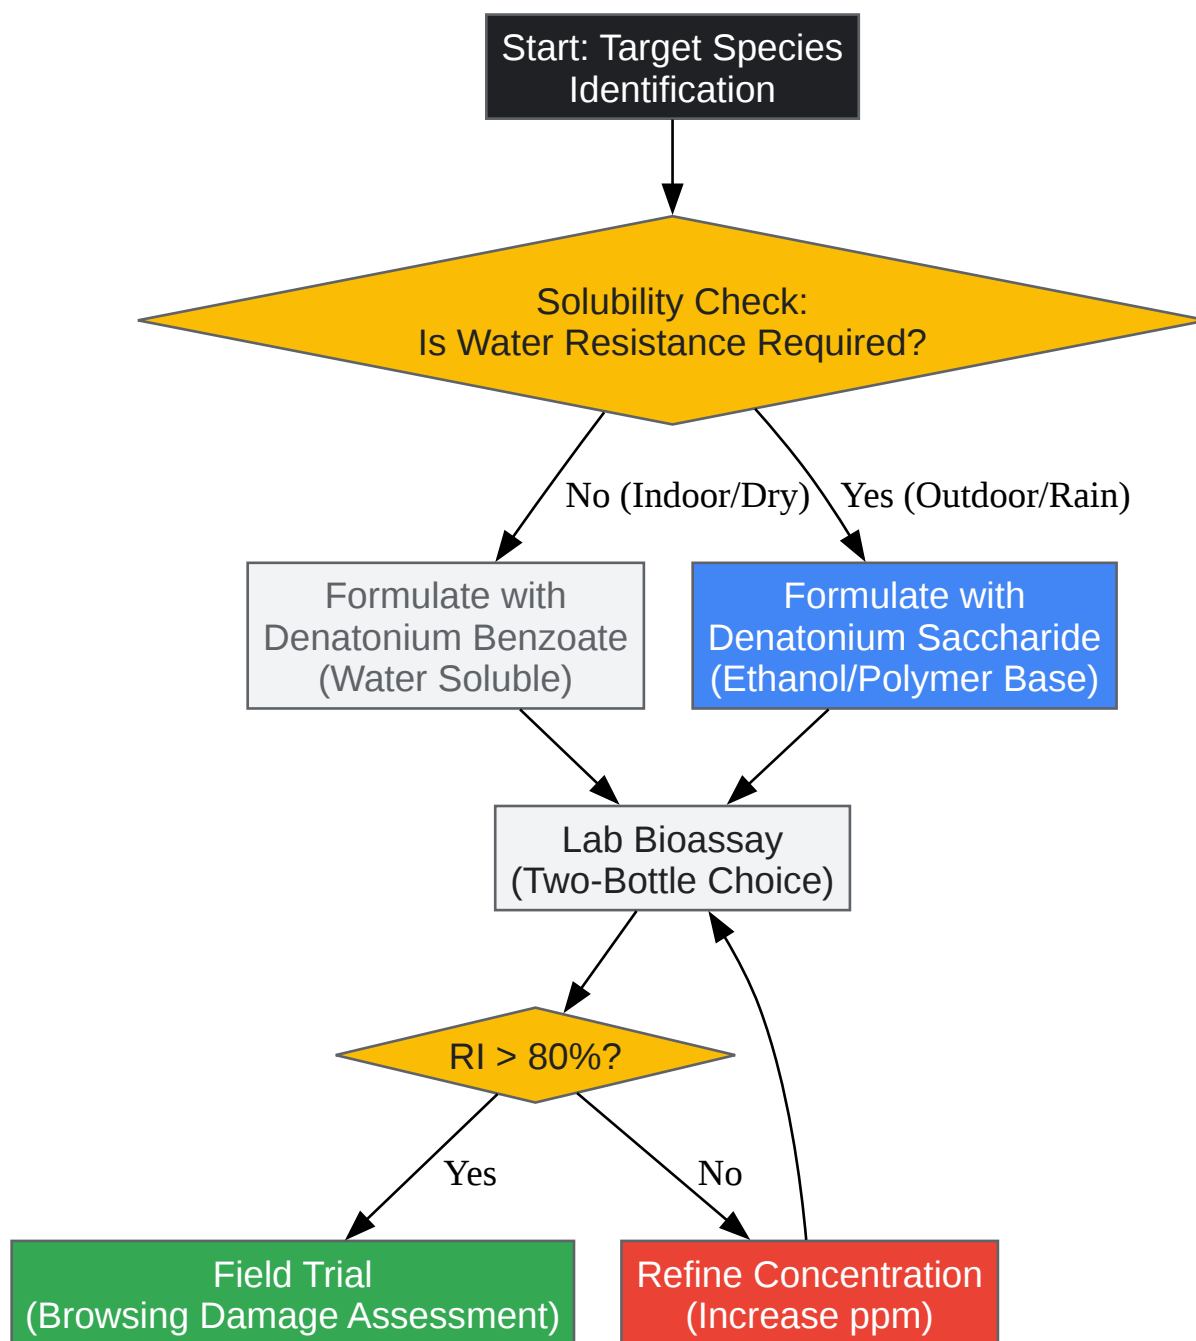 Start: Target Species
Identification
Solubility Check:
Is Water Resistance Required?
No (Indoor/Dry)
Yes (Outdoor/Rain)
Formulate with
Denatonium Benzoate
(Water Soluble)
Formulate with
Denatonium Saccharide
(Ethanol/Polymer Base)
Lab Bioassay
(Two-Bottle Choice)
RI > 80%?
Yes
No
Field Trial
(Browsing Damage Assessment)
Refine Concentration
(Increase ppm)